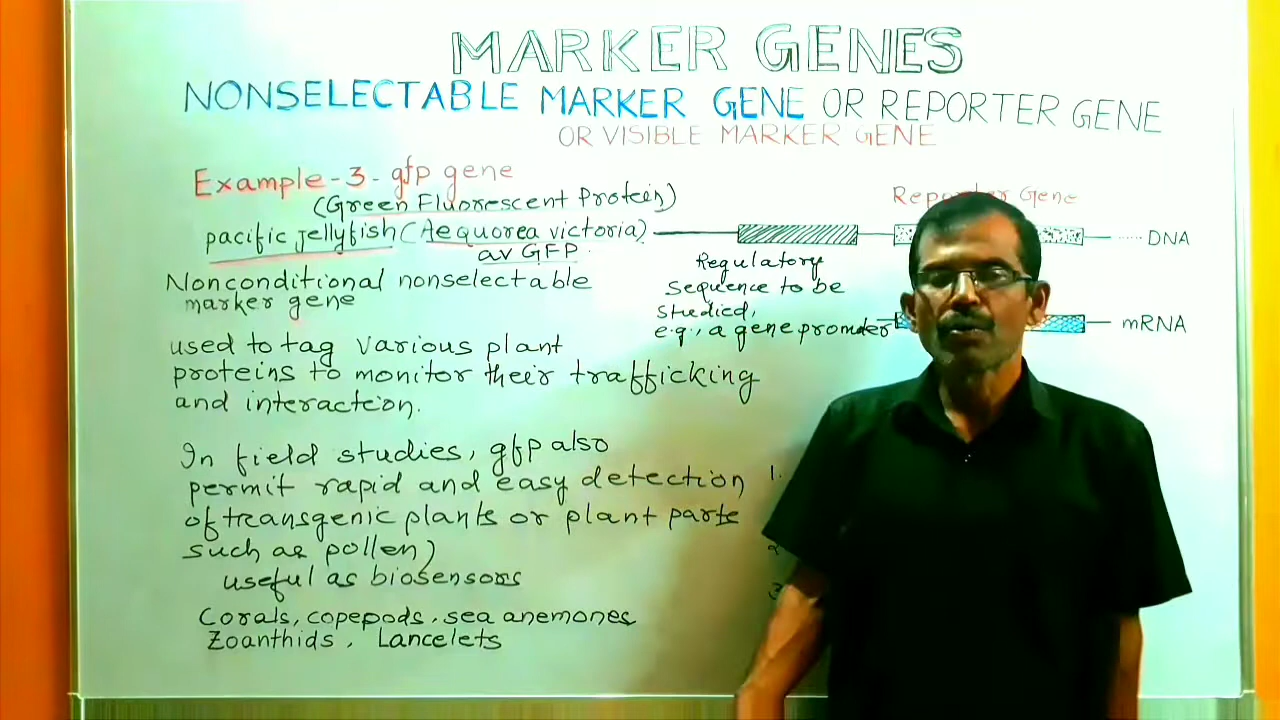 MARKER GENES
NONSELECTABLE MARKER GENE OR REPORTER GENE
OR VISIBLE MARKER GENE
Example-3- gfp gene
(Green Fluorescent Protein)
pacific jellyfish (Aequorea victoria)
av GFP
Nonconditional nonselectable
marker gene
used to tag various plant
proteins to monitor their trafficking
and interaction.
In field studies, gfp also
permit rapid and easy detection
of transgenic plants or plant parts
such as pollen)
useful as biosensors
Corals, copepods, sea anemones
Zoanthids, Lancelets
Gene
DNA
Regulatory
sequence to be
studied,
e.g., a gene promoter
mRNA
1.